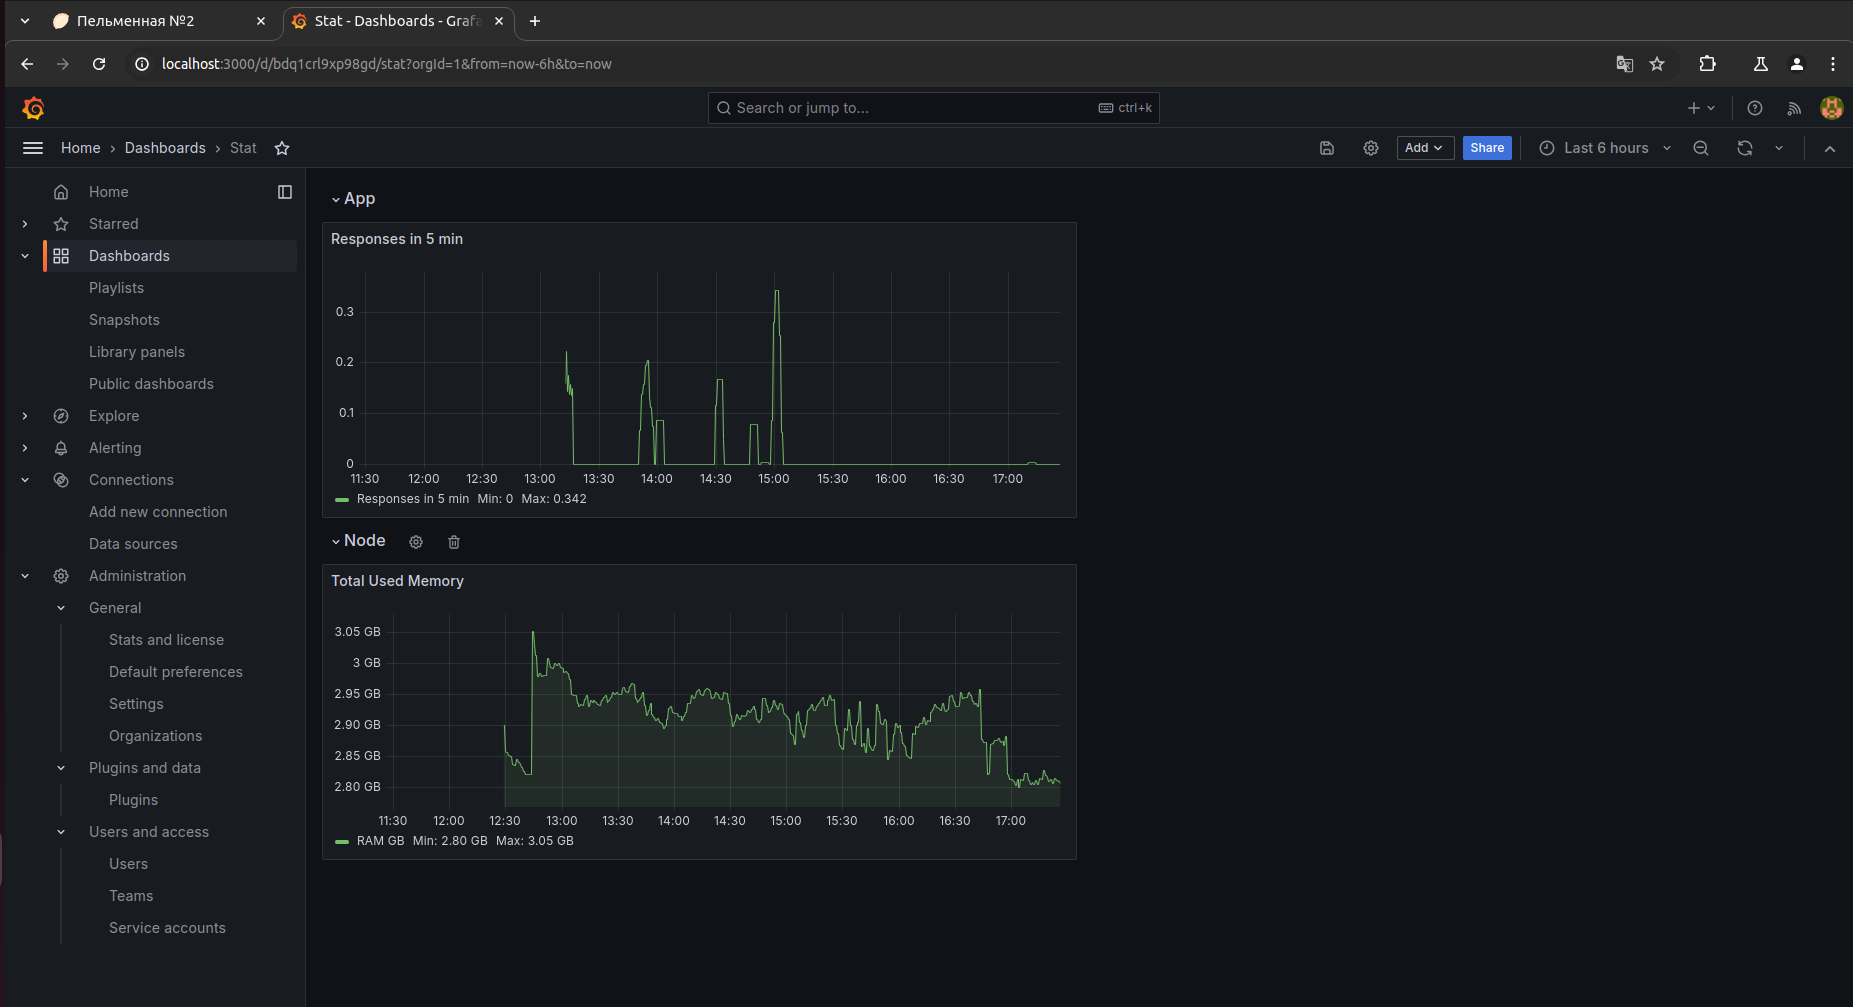 Пельменная №2
Stat - Dashboards - Grafa
localhost:3000/d/bdq1crl9xp98gd/stat?orgId=1&from=now-6h&to=now
Search or jump to...
ctrl+k
Home
Dashboards
Stat
Add
Share
Last 6 hours
Home
Starred
Dashboards
Playlists
Snapshots
Library panels
Public dashboards
Explore
Alerting
Connections
Add new connection
Data sources
Administration
General
Stats and license
Default preferences
Settings
Organizations
Plugins and data
Plugins
Users and access
Users
Teams
Service accounts
App
Responses in 5 min
0.3
0.2
0.1
0
11:30 12:00 12:30 13:00 13:30 14:00 14:30 15:00 15:30 16:00 16:30 17:00
Responses in 5 min Min: 0 Max: 0.342
Node
Total Used Memory
3.05 GB
3 GB
2.95 GB
2.90 GB
2.85 GB
2.80 GB
11:30 12:00 12:30 13:00 13:30 14:00 14:30 15:00 15:30 16:00 16:30 17:00
RAM GB Min: 2.80 GB Max: 3.05 GB